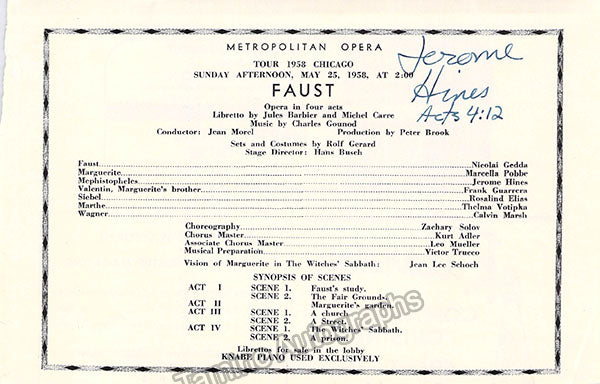 METROPOLITAN OPERA
TOUR 1958 CHICAGO
SUNDAY AFTERNOON, MAY 25, 1958, AT 2:00
FAUST
Jerome
Hines
Acts 4:12
Opera in four acts
Libretto by Jules Barbier and Michel Carre
Music by Charles Gounod
Conductor: Jean Morel Production by Peter Brook
Sets and Costumes by Rolf Gerard
Stage Director: Hans Busch
Faust Nicolai Gedda
Marguerite Marcella Pobbe
Mephistopheles Jerome Hines
Valentin, Marguerite's brother Frank Guarrera
Siebel Rosalind Elias
Marthe Thelma Votipka
Wagner Calvin Marsh
Choreography Zachary Solov
Chorus Master Kurt Adler
Associate Chorus Master Leo Mueller
Musical Preparation Victor Trucco
Vision of Marguerite in The Witches' Sabbath: Jean Lee Schoch
SYNOPSIS OF SCENES
ACT I SCENE 1. Faust's study.
SCENE 2. The Fair Grounds.
ACT II Marguerite's garden.
ACT III SCENE 1. A church
SCENE 2. A Street.
ACT IV SCENE 1. The Witches' Sabbath.
SCENE 2. A prison.
Librettos for sale in the lobby
KNABE PIANO USED EXCLUSIVELY
Tamino Autographs